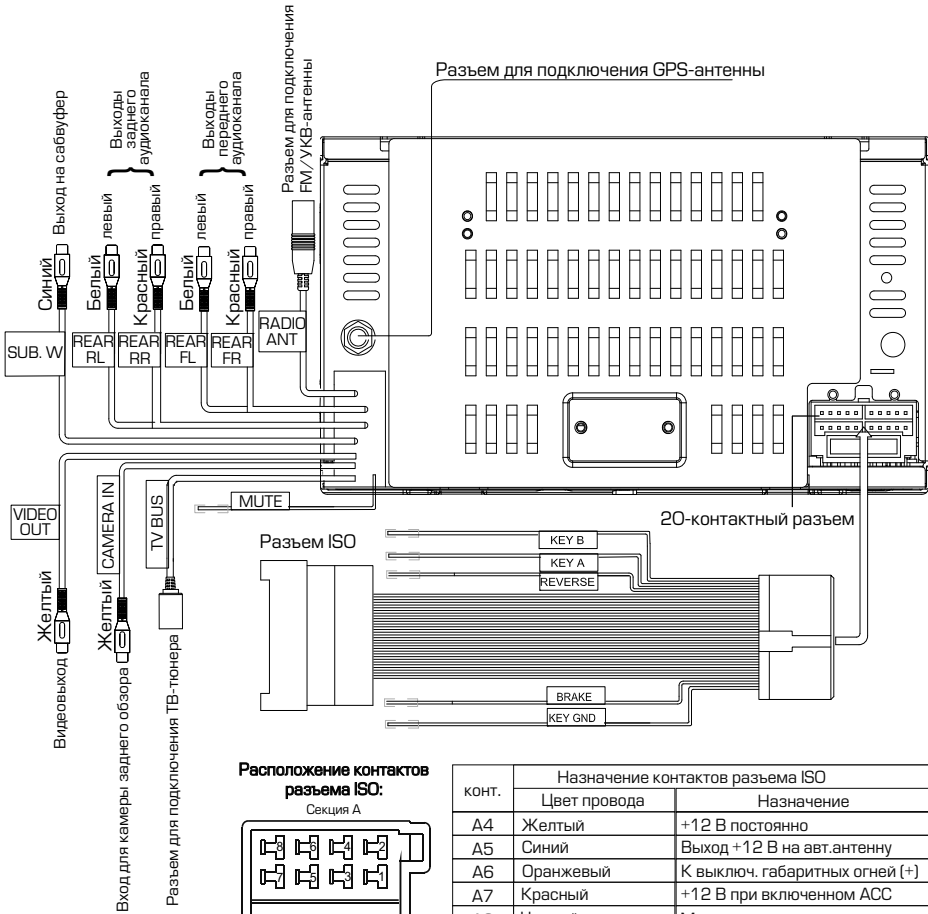 Разъем для подключения GPS-антенны
Разъем для подключения
FM/УКВ-антенны
Выход на сабвуфер
Выходы
заднего
аудиоканала
Выходы
переднего
аудиоканала
левый
правый
левый
правый
Синий
Белый
Красный
Белый
Красный
SUB. W
REAR
RL
REAR
RR
REAR
FL
REAR
FR
RADIO
ANT
VIDEO
OUT
CAMERA IN
TV BUS
MUTE
20-контактный разъем
Разъем ISO
KEY B
KEY A
REVERSE
BRAKE
KEY GND
Желтый
Желтый
Видеовыход
Вход для камеры заднего обзора
Разъем для подключения ТВ-тюнера
Расположение контактов
разъема ISO:
Секция А
8 6 4 2
7 5 3 1
конт. Назначение контактов разъема ISO
Цвет провода Назначение
A4 Желтый +12 В постоянно
A5 Синий Выход +12 В на авт.антенну
A6 Оранжевый К выключ. габаритных огней (+)
A7 Красный +12 В при включенном ACC